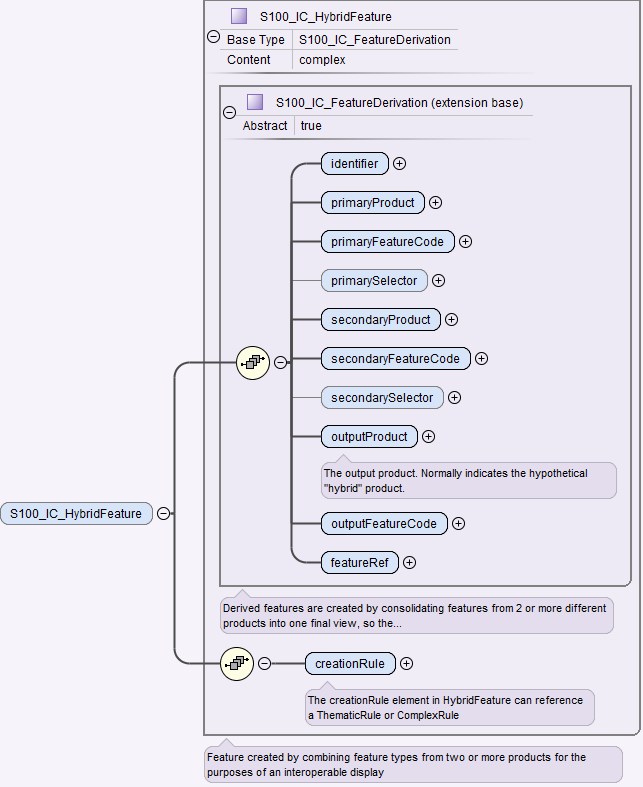 S100_IC_HybridFeature
Base Type S100_IC_FeatureDerivation
Content complex
S100_IC_FeatureDerivation (extension base)
Abstract true
identifier
primaryProduct
primaryFeatureCode
primarySelector
secondaryProduct
secondaryFeatureCode
secondarySelector
outputProduct
The output product. Normally indicates the hypothetical
"hybrid" product.
S100_IC_HybridFeature
outputFeatureCode
featureRef
Derived features are created by consolidating features from 2 or more different
products into one final view, so the...
creationRule
The creationRule element in HybridFeature can reference
a ThematicRule or ComplexRule
Feature created by combining feature types from two or more products for the
purposes of an interoperable display